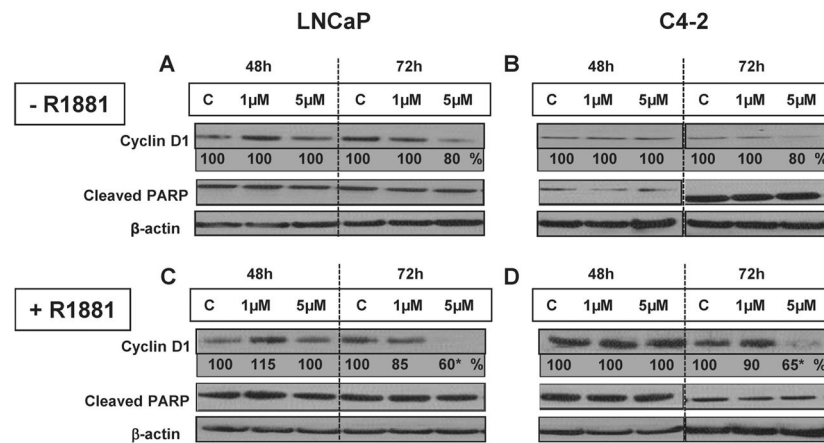 LNCaP C4-2
A B
48h 72h 48h 72h
- R1881
C 1µM 5µM C 1µM 5µM C 1µM 5µM C 1µM 5µM
Cyclin D1
100 100 100 100 100 80 % 100 100 100 100 100 80 %
Cleaved PARP
β-actin
C D
48h 72h 48h 72h
+ R1881
C 1µM 5µM C 1µM 5µM C 1µM 5µM C 1µM 5µM
Cyclin D1
100 115 100 100 85 60* % 100 100 100 100 90 65* %
Cleaved PARP
β-actin